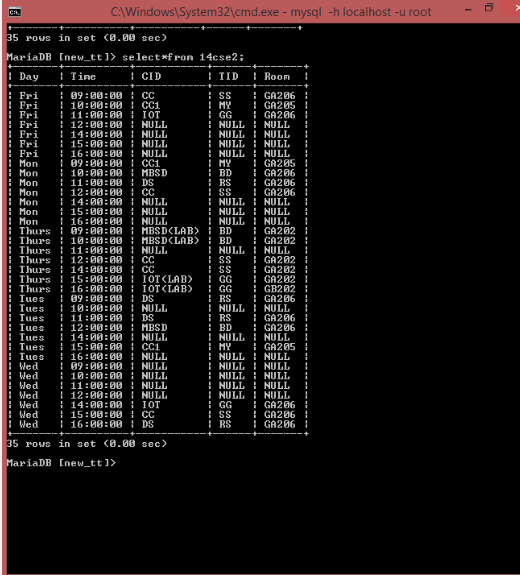 C:\Windows\System32\cmd.exe - mysql -h localhost -u root
35 rows in set (0.00 sec)
MariaDB [new_tt]> select*from 14cse2;
+-------+----------+-----------+------+-------+
| Day | Time | CID | TID | Room |
+-------+----------+-----------+------+-------+
| Fri | 09:00:00 | CC | SS | GA206 |
| Fri | 10:00:00 | CC1 | MY | GA205 |
| Fri | 11:00:00 | IOT | GG | GA206 |
| Fri | 12:00:00 | NULL | NULL | NULL |
| Fri | 14:00:00 | NULL | NULL | NULL |
| Fri | 15:00:00 | NULL | NULL | NULL |
| Fri | 16:00:00 | NULL | NULL | NULL |
| Mon | 09:00:00 | CC1 | MY | GA205 |
| Mon | 10:00:00 | MBSD | BD | GA206 |
| Mon | 11:00:00 | DS | RS | GA206 |
| Mon | 12:00:00 | CC | SS | GA206 |
| Mon | 14:00:00 | NULL | NULL | NULL |
| Mon | 15:00:00 | NULL | NULL | NULL |
| Mon | 16:00:00 | NULL | NULL | NULL |
| Thurs | 09:00:00 | MBSD(LAB) | BD | GA202 |
| Thurs | 10:00:00 | MBSD(LAB) | BD | GA202 |
| Thurs | 11:00:00 | NULL | NULL | NULL |
| Thurs | 12:00:00 | CC | SS | GA202 |
| Thurs | 14:00:00 | CC | SS | GA202 |
| Thurs | 15:00:00 | IOT(LAB) | GG | GA202 |
| Thurs | 16:00:00 | IOT(LAB) | GG | GB202 |
| Tues | 09:00:00 | DS | RS | GA206 |
| Tues | 10:00:00 | NULL | NULL | NULL |
| Tues | 11:00:00 | DS | RS | GA206 |
| Tues | 12:00:00 | MBSD | BD | GA206 |
| Tues | 14:00:00 | NULL | NULL | NULL |
| Tues | 15:00:00 | CC1 | MY | GA205 |
| Tues | 16:00:00 | NULL | NULL | NULL |
| Wed | 09:00:00 | NULL | NULL | NULL |
| Wed | 10:00:00 | NULL | NULL | NULL |
| Wed | 11:00:00 | NULL | NULL | NULL |
| Wed | 12:00:00 | NULL | NULL | NULL |
| Wed | 14:00:00 | IOT | GG | GA206 |
| Wed | 15:00:00 | CC | SS | GA206 |
| Wed | 16:00:00 | DS | RS | GA206 |
+-------+----------+-----------+------+-------+
35 rows in set (0.00 sec)
MariaDB [new_tt]>